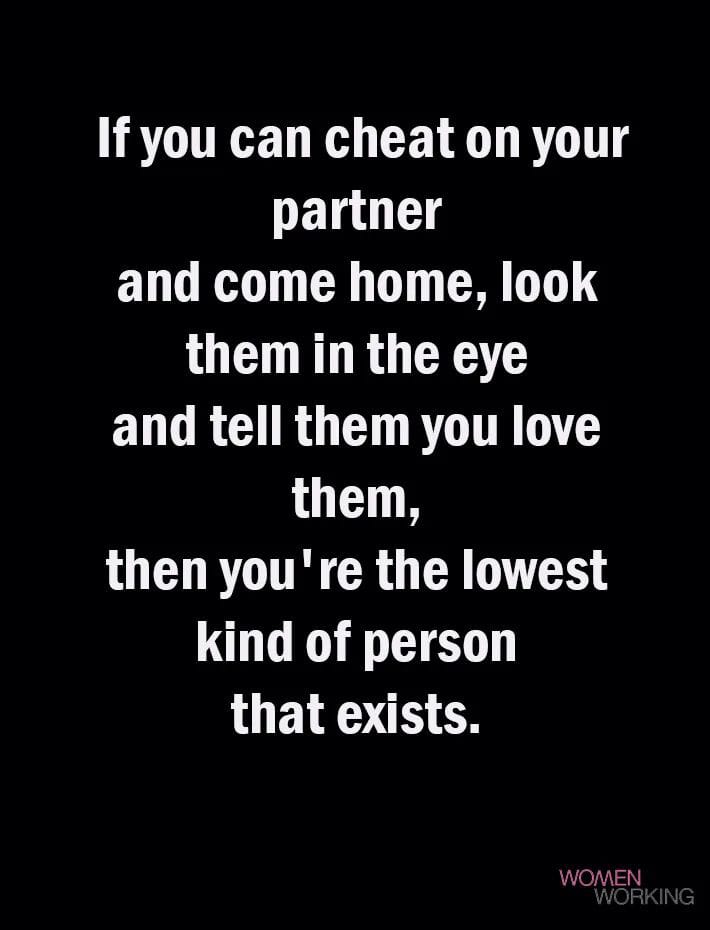 If you can cheat on your
partner
and come home, look
them in the eye
and tell them you love
them,
then you're the lowest
kind of person
that exists.
WOMEN
WORKING